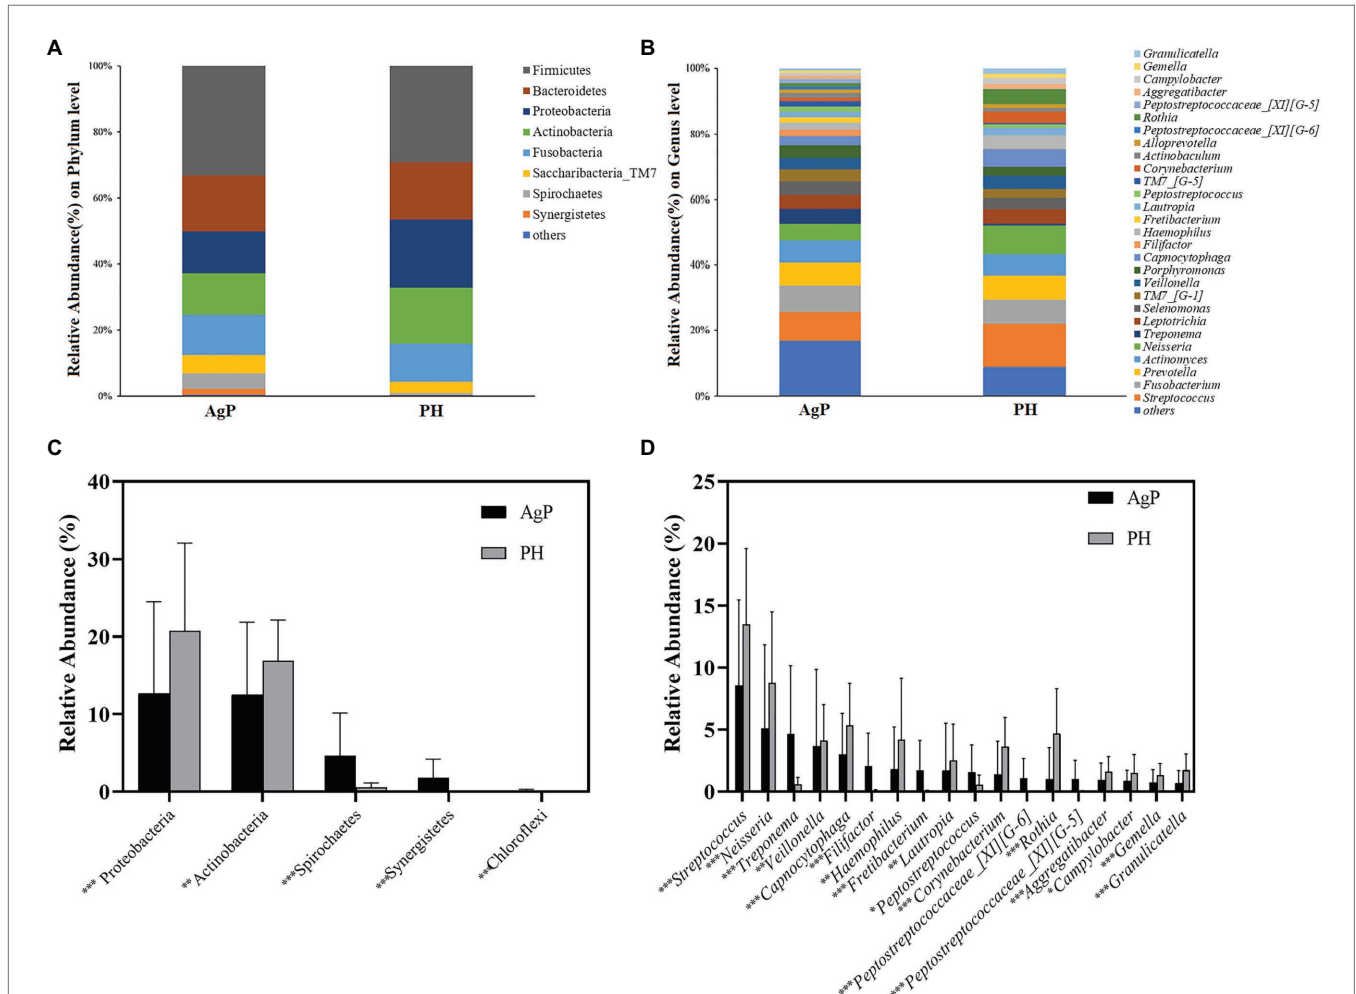 A
Relative Abundance(%) on Phylum level
100%
80%
60%
40%
20%
0%
AgP
PH
Firmicutes
Bacteroidetes
Proteobacteria
Actinobacteria
Fusobacteria
Saccharibacteria_TM7
Spirochaetes
Synergistetes
others
B
Relative Abundance(%) on Genus level
100%
80%
60%
40%
20%
0%
AgP
PH
Granulicatella
Gemella
Campylobacter
Aggregatibacter
Peptostreptococcaceae_[XI][G-5]
Rothia
Peptostreptococcaceae_[XI][G-6]
Alloprevotella
Actinobaculum
Corynebacterium
TM7_[G-5]
Peptostreptococcus
Lautropia
Fretibacterium
Haemophilus
Filifactor
Capnocytophaga
Porphyromonas
Veillonella
TM7_[G-1]
Selenomonas
Leptotrichia
Treponema
Neisseria
Actinomyces
Prevotella
Fusobacterium
Streptococcus
others
C
Relative Abundance (%)
40
30
20
10
0
AgP
PH
*** Proteobacteria
** Actinobacteria
***Spirochaetes
***Synergistetes
**Chloroflexi
D
Relative Abundance (%)
25
20
15
10
5
0
AgP
PH
***Streptococcus
***Neisseria
***Treponema
**Veillonella
***Capnocytophaga
***Filifactor
**Haemophilus
*** Fretibacterium
**Lautropia
*Peptostreptococcus
*** Corynebacterium
***Peptostreptococcaceae_[XI][G-6]
***Rothia
***Peptostreptococcaceae_[XI][G-5]
***Aggregatibacter
*Campylobacter
***Gemella
***Granulicatella